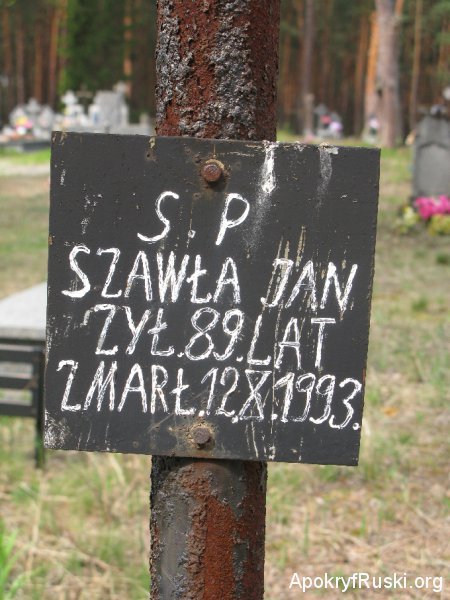 S. P
SZAWŁA JAN
ŻYŁ. 89. LAT
ZMARŁ. 12. X. 1993.
ApokryfRuski.org